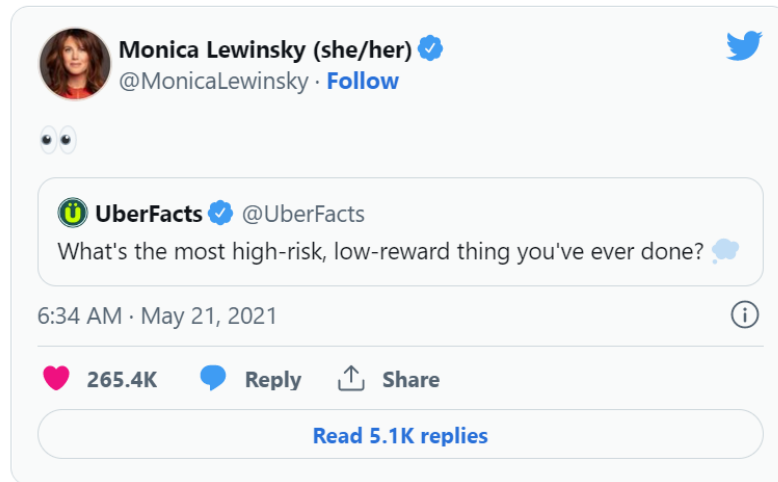 Monica Lewinsky (she/her)
@MonicaLewinsky · Follow
👀
UberFacts @UberFacts
What's the most high-risk, low-reward thing you've ever done? 💭
6:34 AM · May 21, 2021
265.4K Reply Share
Read 5.1K replies